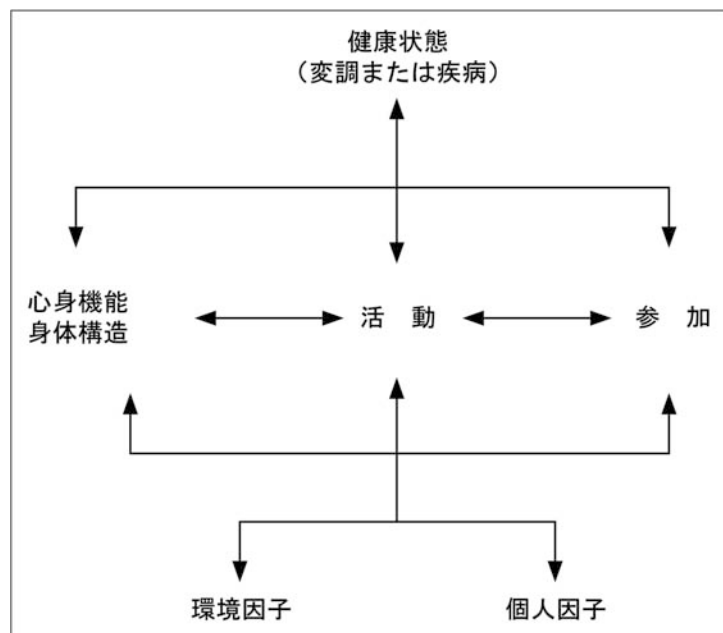 健康状態
（変調または疾病）
心身機能
身体構造
活　動
参　加
環境因子
個人因子